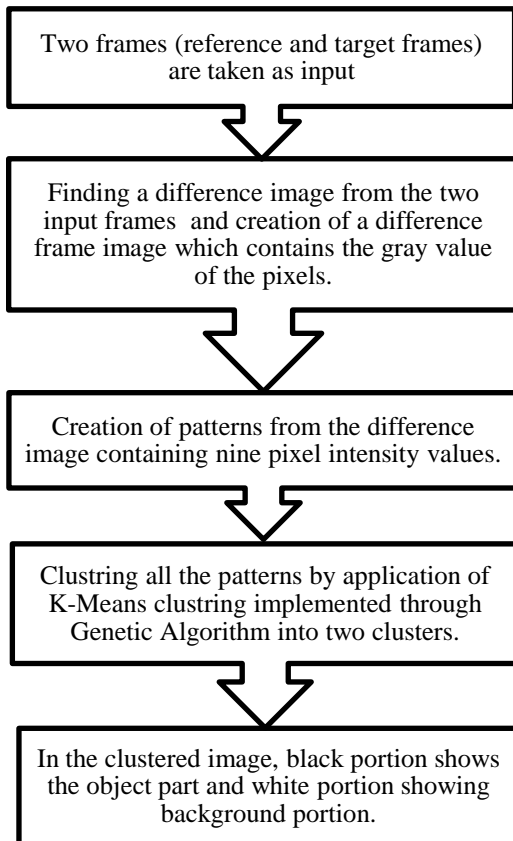 Two frames (reference and target frames)
are taken as input
Finding a difference image from the two
input frames and creation of a difference
frame image which contains the gray value
of the pixels.
Creation of patterns from the difference
image containing nine pixel intensity values.
Clustring all the patterns by application of
K-Means clustring implemented through
Genetic Algorithm into two clusters.
In the clustered image, black portion shows
the object part and white portion showing
background portion.